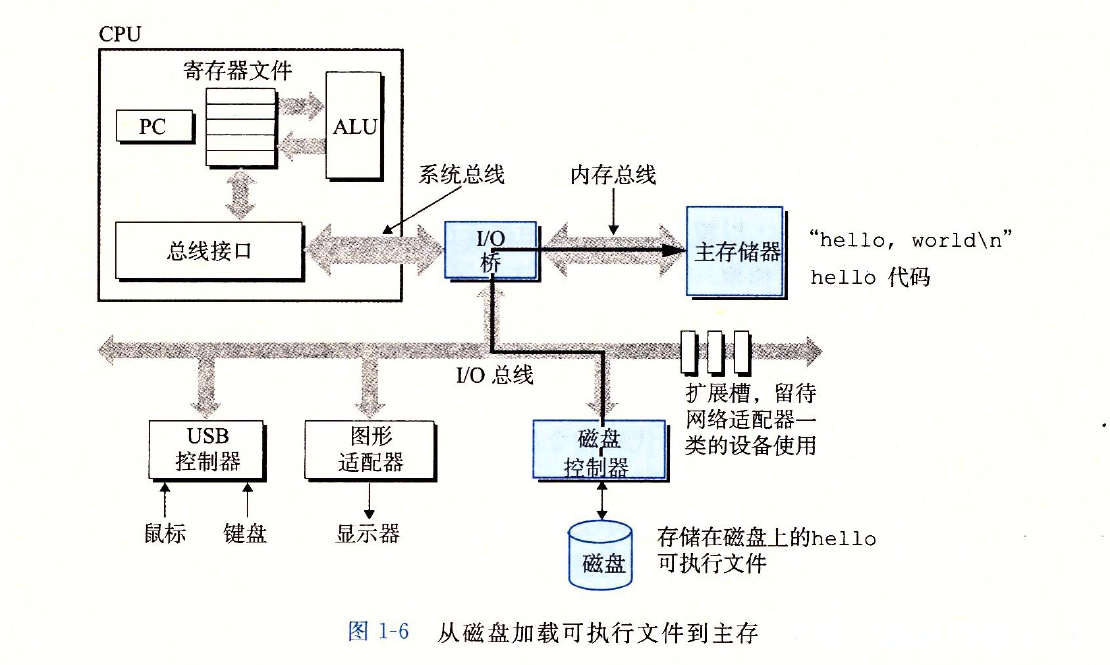 CPU
寄存器文件
PC
ALU
系统总线
内存总线
总线接口
I/O
桥
主存储器
“hello, world\n”
hello 代码
I/O 总线
扩展槽，留待
网络适配器一
类的设备使用
USB
控制器
图形
适配器
磁盘
控制器
鼠标
键盘
显示器
磁盘
存储在磁盘上的hello
可执行文件
图 1-6 从磁盘加载可执行文件到主存